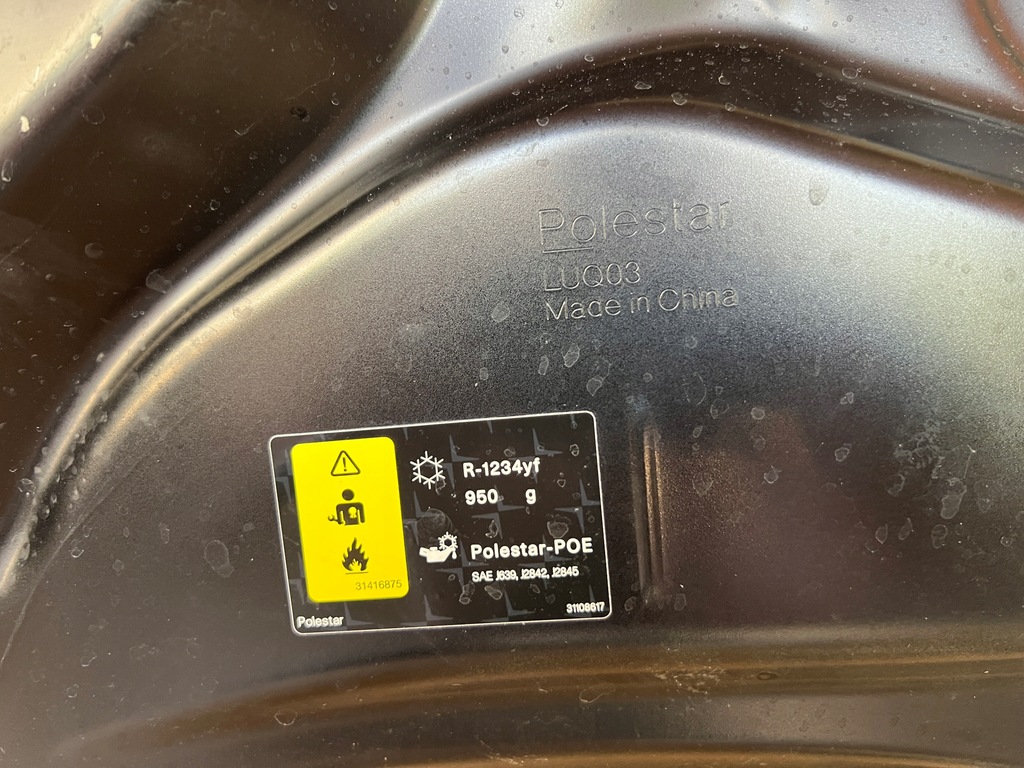 Polestar
LUQ03
Made in China
R-1234yf
950 g
Polestar-POE
SAE J639, J2842, J2845
31416875
31108617
Polestar